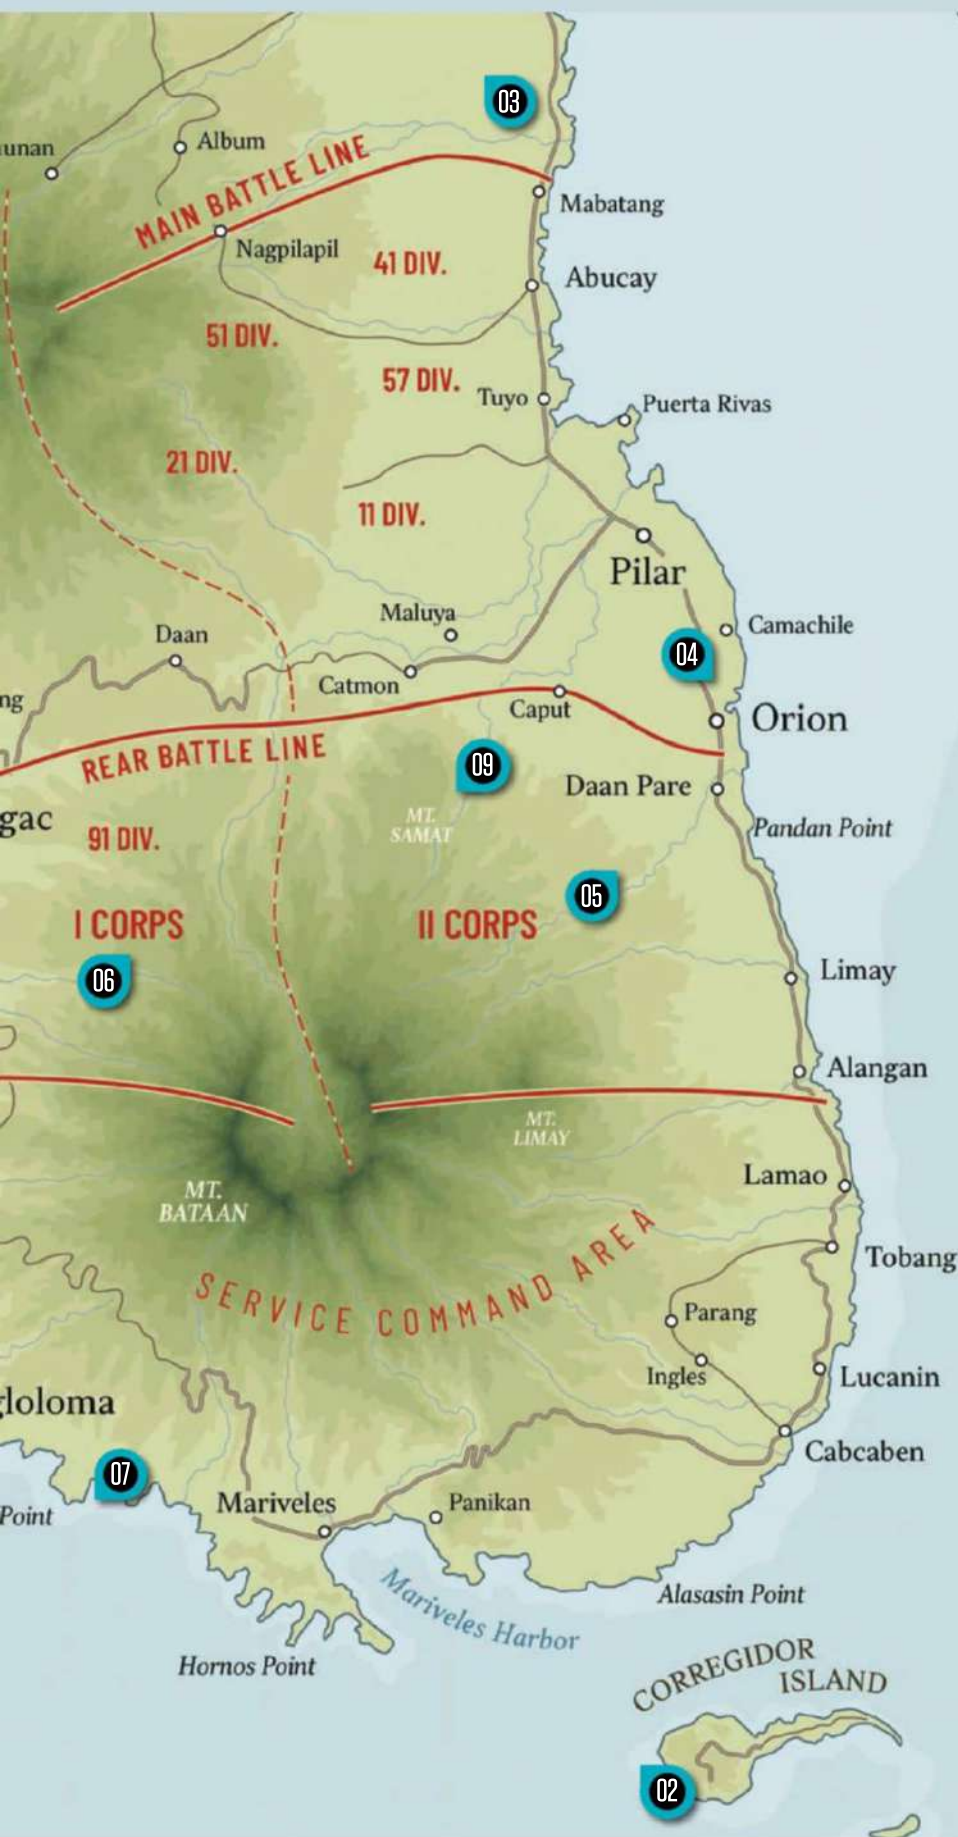 03
Album
unan
MAIN BATTLE LINE
Mabatang
Nagpilapil
41 DIV.
Abucay
51 DIV.
57 DIV.
Tuyo
Puerta Rivas
21 DIV.
11 DIV.
Pilar
Maluya
Camachile
Daan
04
Catmon
ng
Caput
Orion
REAR BATTLE LINE
09
Daan Pare
gac
MT.
SAMAT
Pandan Point
91 DIV.
05
I CORPS
II CORPS
06
Limay
Alangan
MT.
LIMAY
Lamao
MT.
BATAAN
SERVICE COMMAND AREA
Tobang
Parang
Ingles
Lucanin
gloloma
Cabcaben
07
Point
Mariveles
Panikan
Mariveles Harbor
Alasasin Point
Hornos Point
CORREGIDOR
ISLAND
02